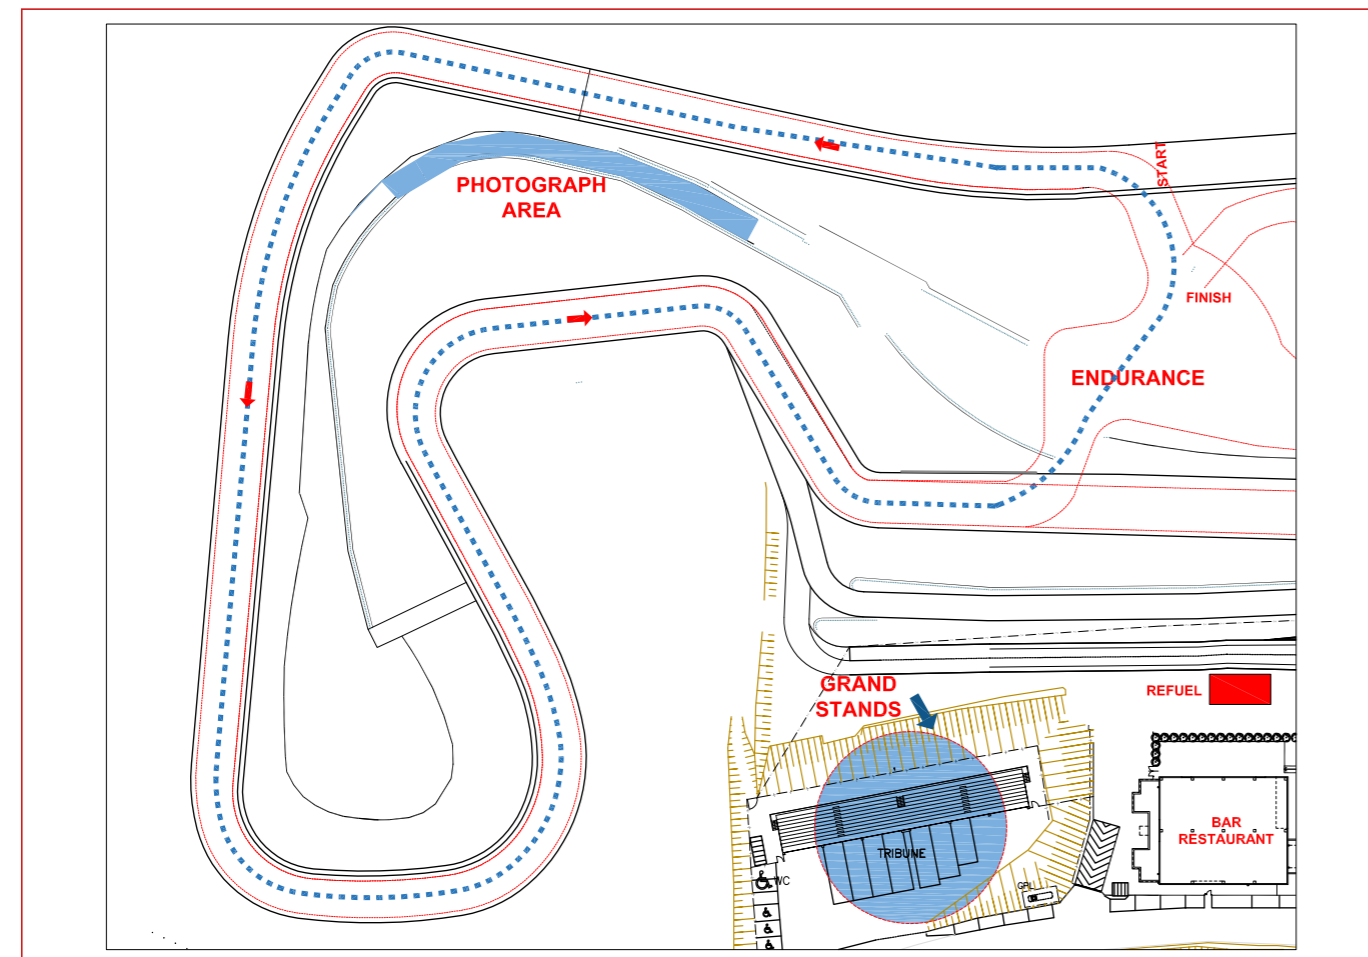 START
PHOTOGRAPH
AREA
FINISH
ENDURANCE
GRAND
STANDS
REFUEL
BAR
RESTAURANT
TRIBUNE
WC